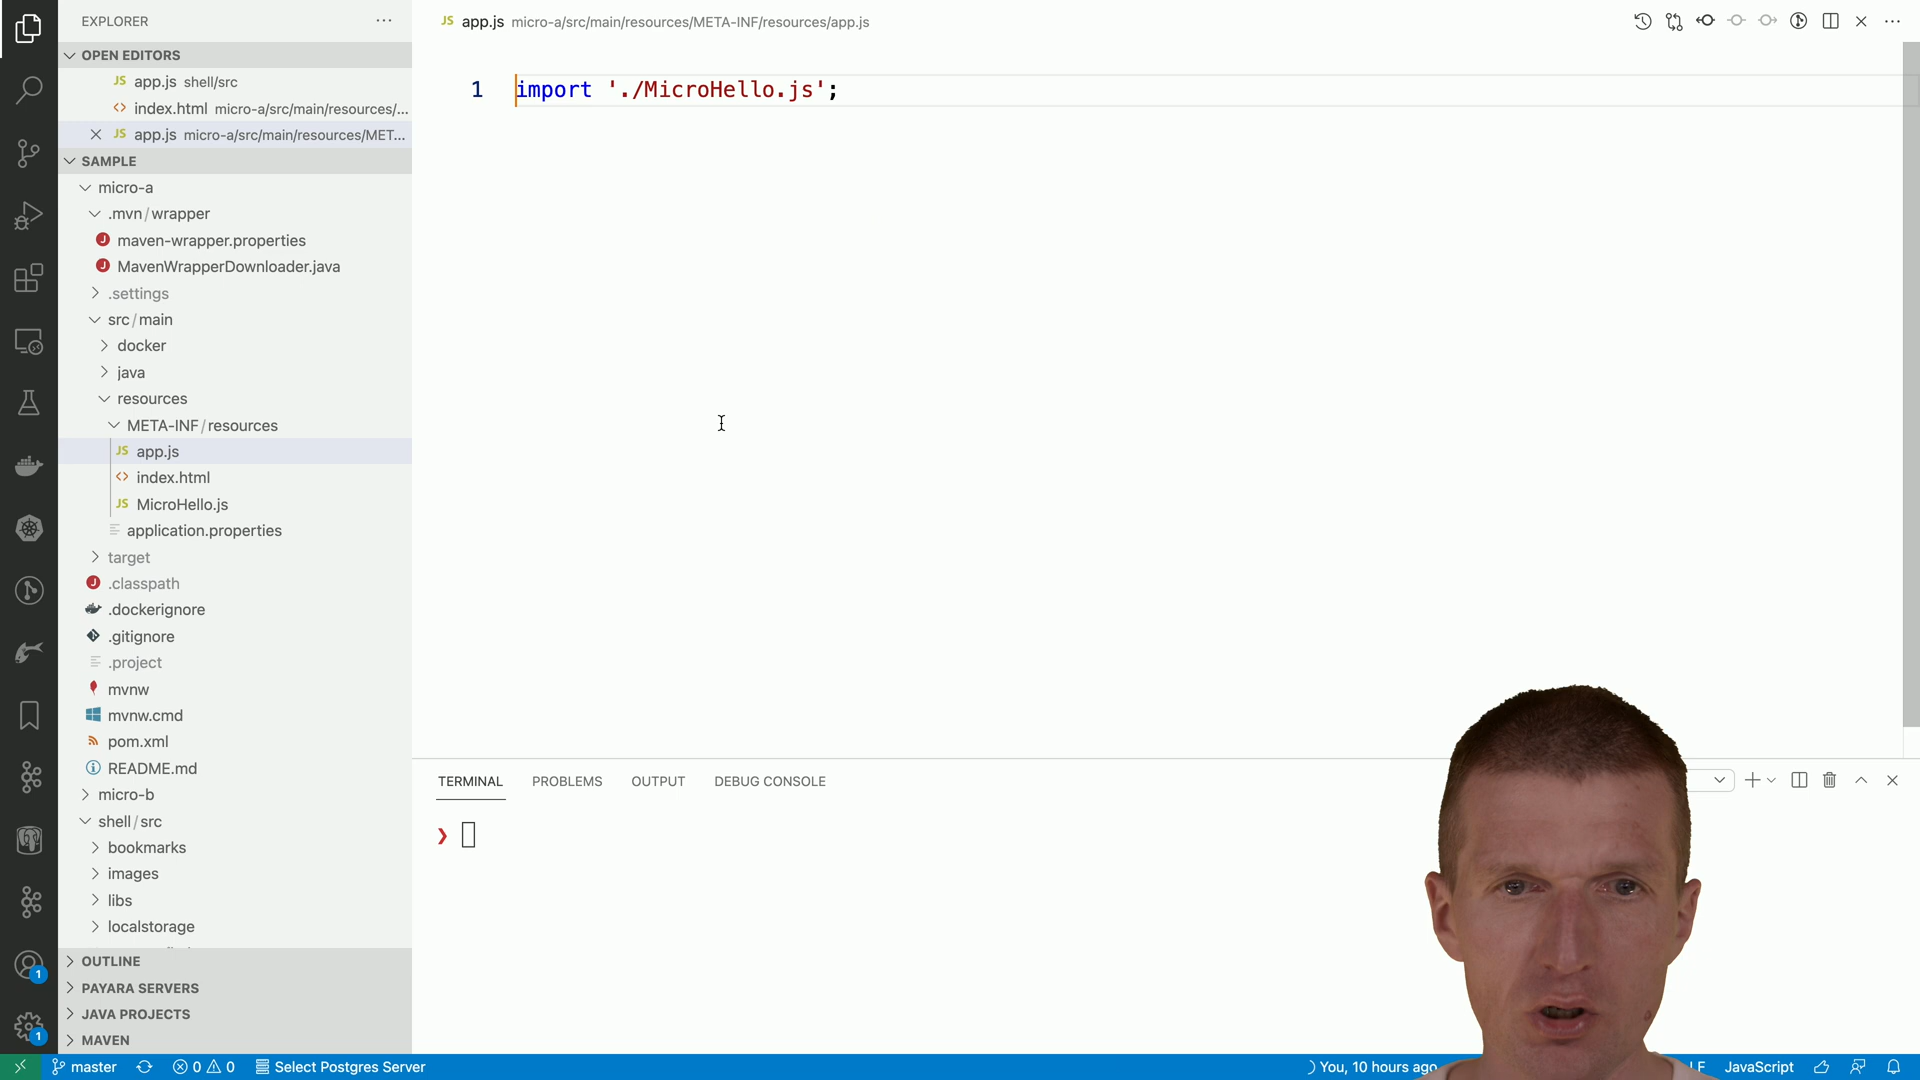 EXPLORER
OPEN EDITORS
app.js shell/src
index.html micro-a/src/main/resources/...
app.js micro-a/src/main/resources/MET...
SAMPLE
micro-a
.mvn/wrapper
maven-wrapper.properties
MavenWrapperDownloader.java
.settings
src/main
docker
java
resources
META-INF/resources
app.js
index.html
MicroHello.js
application.properties
target
.classpath
.dockerignore
.gitignore
.project
mvnw
mvnw.cmd
pom.xml
README.md
micro-b
shell/src
bookmarks
images
libs
localstorage
OUTLINE
PAYARA SERVERS
JAVA PROJECTS
MAVEN
JS app.js micro-a/src/main/resources/META-INF/resources/app.js
1 import './MicroHello.js';
TERMINAL PROBLEMS OUTPUT DEBUG CONSOLE
master 0 0 Select Postgres Server You, 10 hours ago LF JavaScript